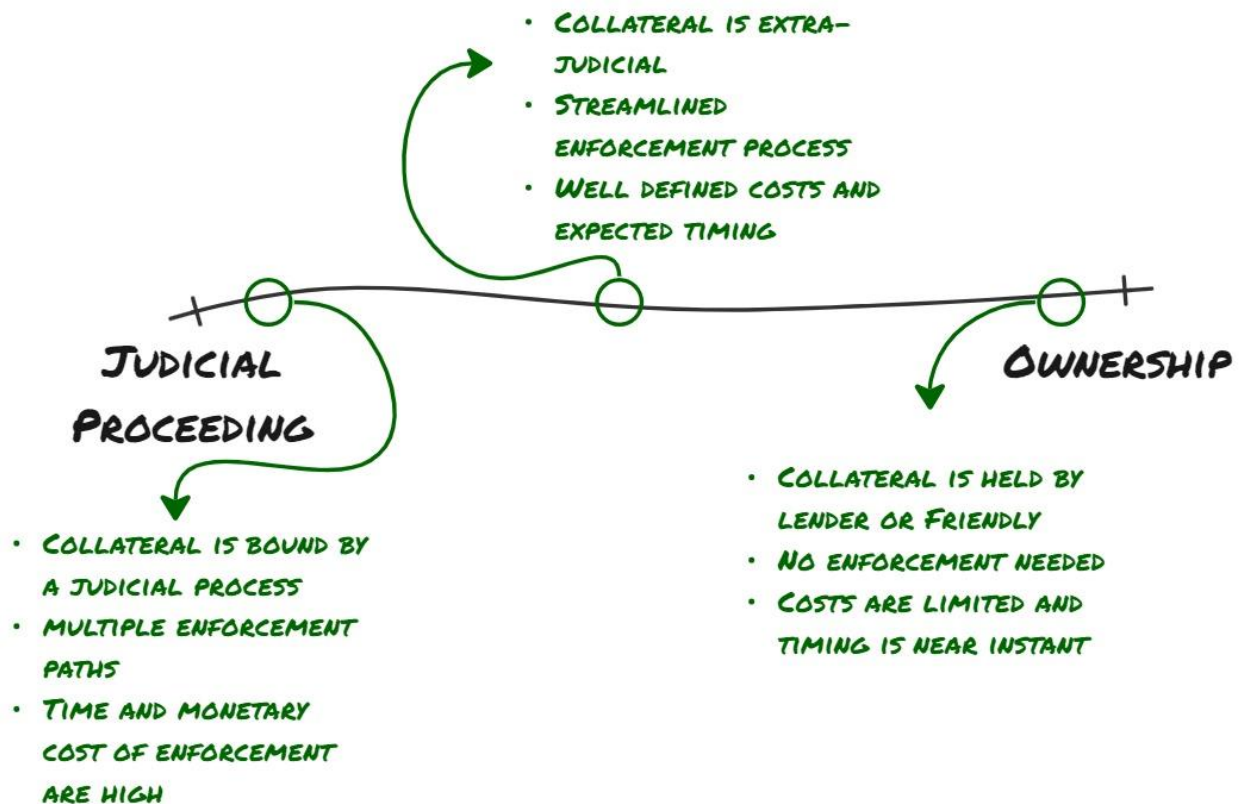 • Collateral is extra-
judicial
• Streamlined
enforcement process
• Well defined costs and
expected timing
Judicial
Proceeding
Ownership
• Collateral is bound by
a judicial process
• multiple enforcement
paths
• Time and monetary
cost of enforcement
are high
• Collateral is held by
lender or Friendly
• No enforcement needed
• Costs are limited and
timing is near instant